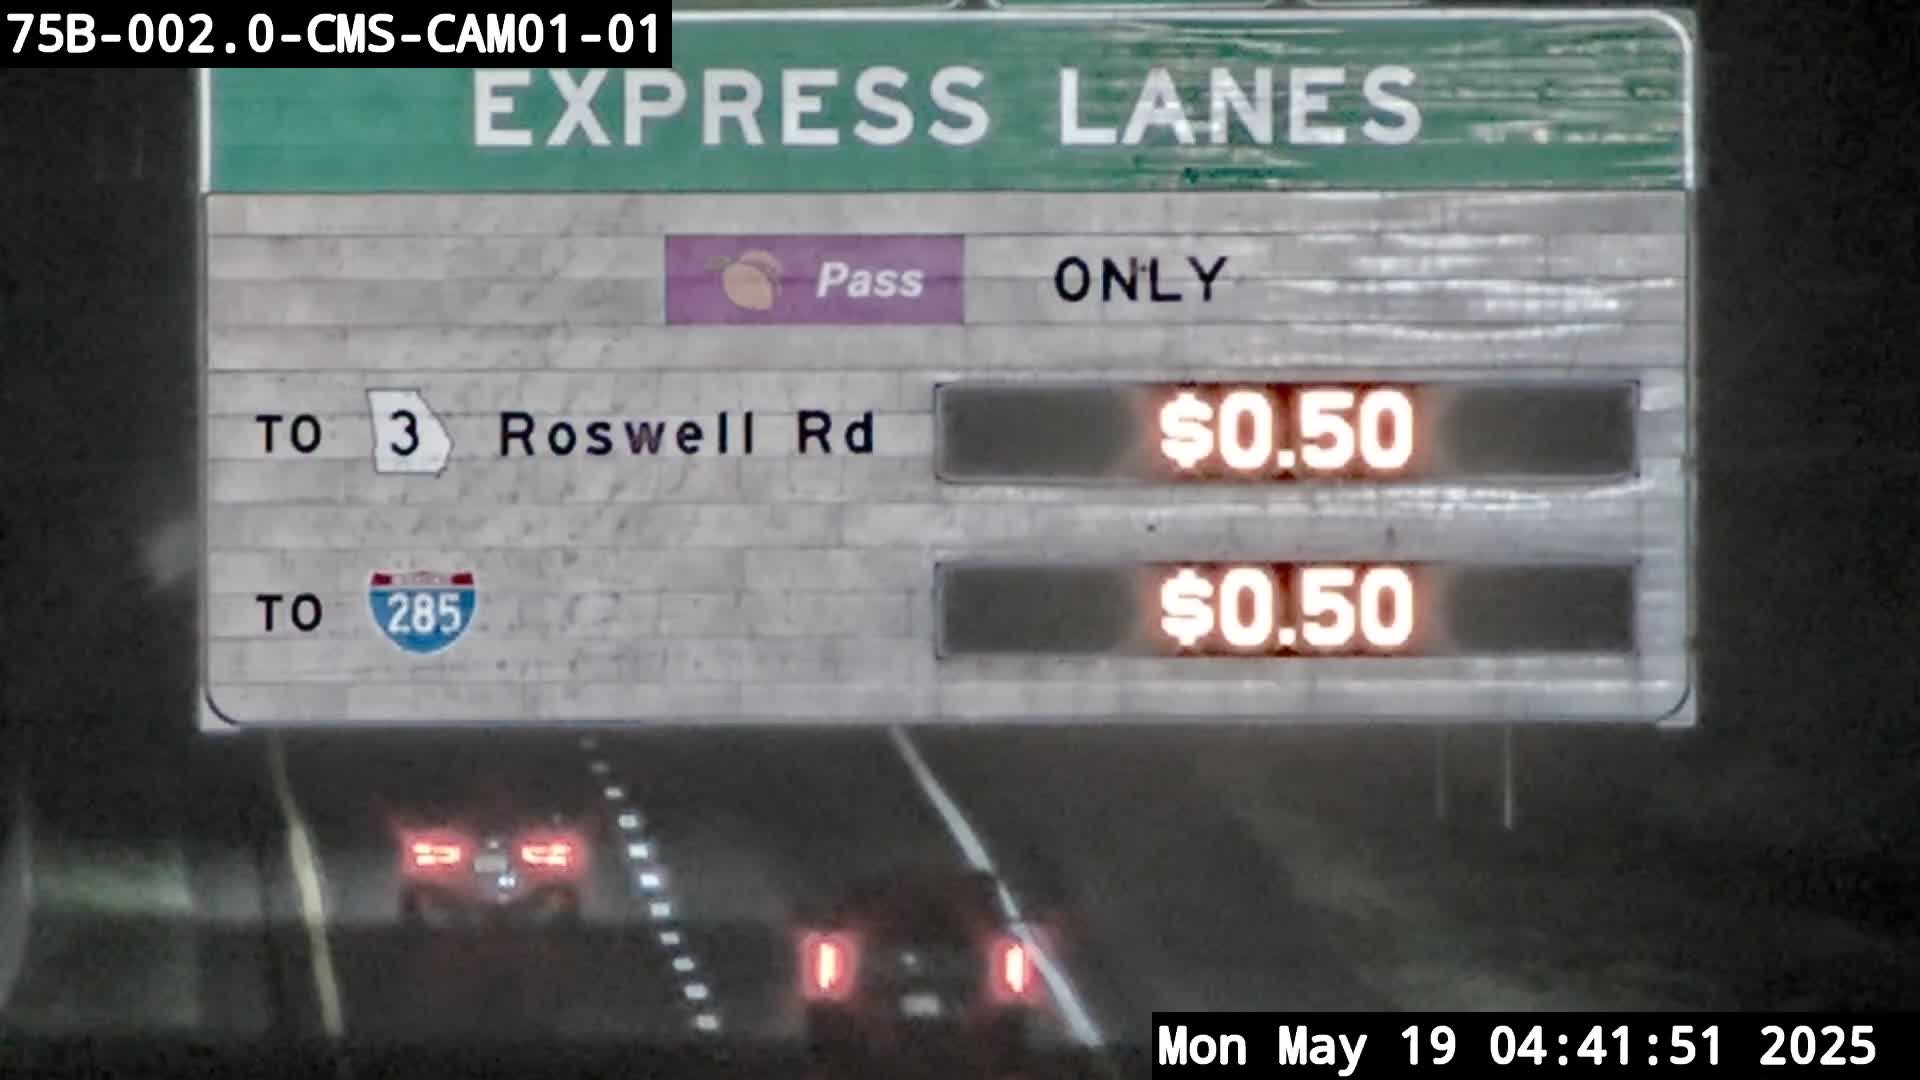 75B-002.0-CMS-CAM01-01
EXPRESS LANES
Pass ONLY
TO 3 Roswell Rd $0.50
TO 285 $0.50
Mon May 19 04:41:51 2025